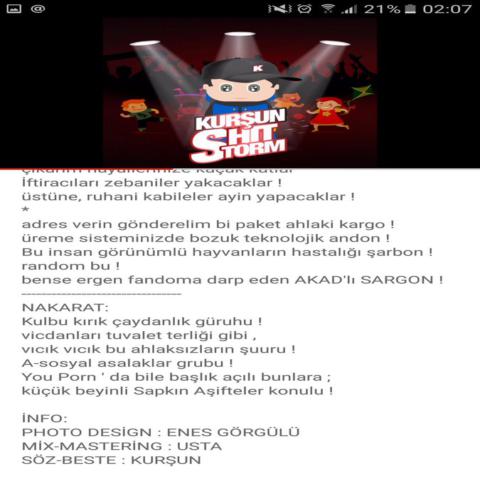 21% 02:07
K
KURŞUN
SHIT
STORM
çıkarım hayallerinize kaçak katlar
İftiracıları zebaniler yakacaklar !
üstüne, ruhani kabileler ayin yapacaklar !
*
adres verin gönderelim bi paket ahlaki kargo !
üreme sisteminizde bozuk teknolojik andon !
Bu insan görünümlü hayvanların hastalığı şarbon !
random bu !
bense ergen fandoma darp eden AKAD'lı SARGON !
--------------------------------
NAKARAT:
Kulbu kırık çaydanlık güruhu !
vicdanları tuvalet terliği gibi ,
vıcık vıcık bu ahlaksızların şuuru !
A-sosyal asalaklar grubu !
You Porn ' da bile başlık açılı bunlara ;
küçük beyinli Sapkın Aşifteler konulu !
İNFO:
PHOTO DESİGN : ENES GÖRGÜLÜ
MİX-MASTERİNG : USTA
SÖZ-BESTE : KURŞUN